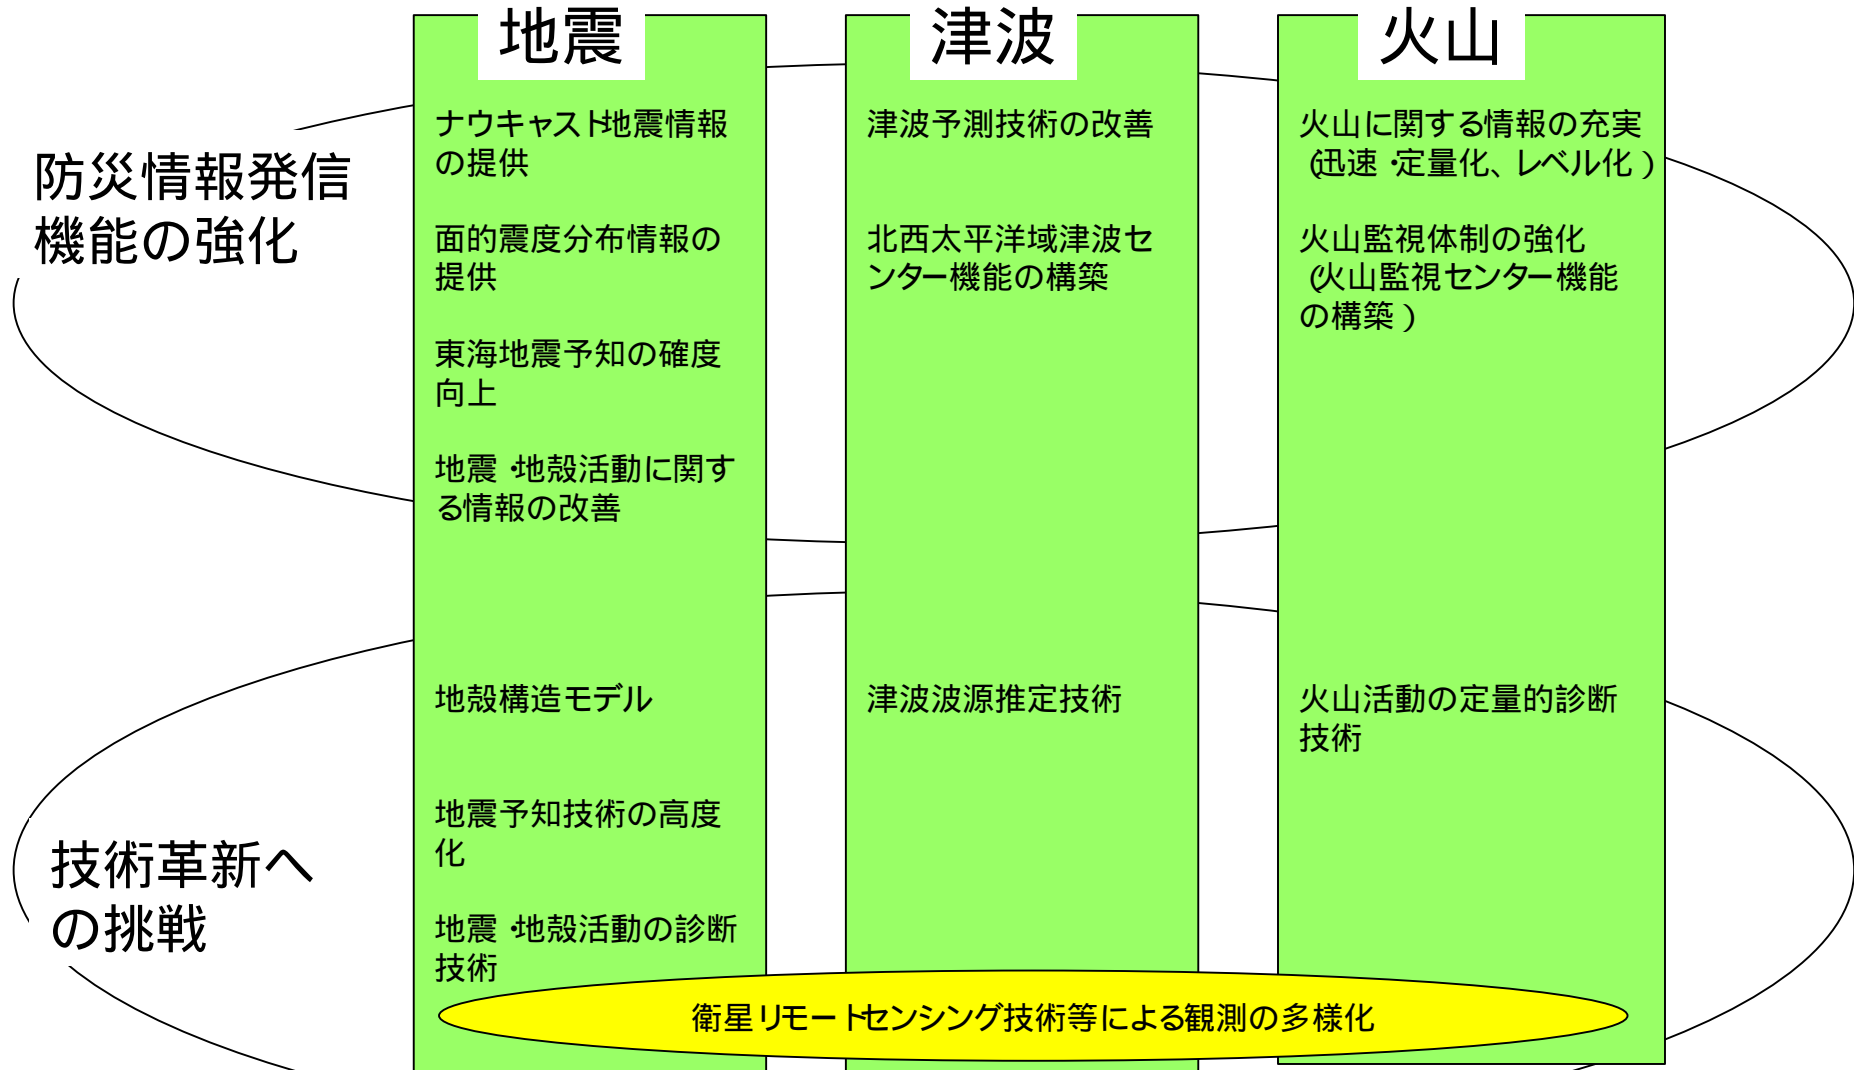 地震
津波
火山
防災情報発信
機能の強化
ナウキャスト地震情報
の提供
面的震度分布情報の
提供
東海地震予知の確度
向上
地震・地殻活動に関す
る情報の改善
津波予測技術の改善
北西太平洋域津波セ
ンター機能の構築
火山に関する情報の充実
(迅速・定量化、レベル化)
火山監視体制の強化
(火山監視センター機能
の構築)
技術革新へ
の挑戦
地殻構造モデル
地震予知技術の高度
化
地震・地殻活動の診断
技術
津波波源推定技術
火山活動の定量的診断
技術
衛星リモートセンシング技術等による観測の多様化